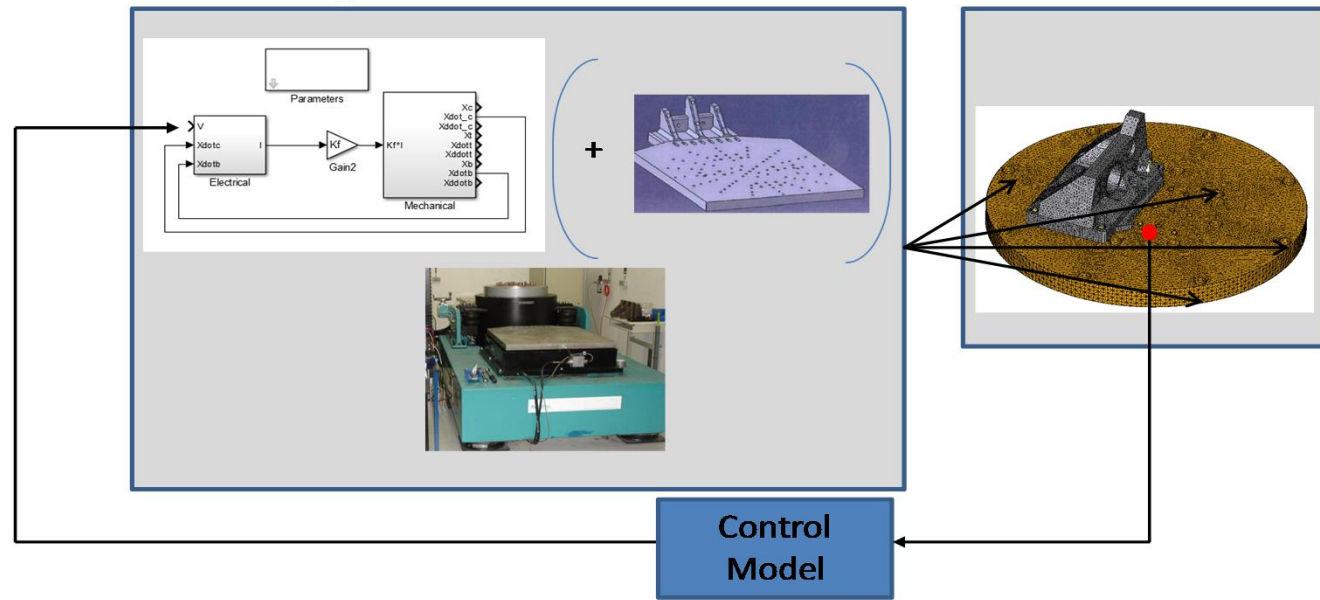 Parameters
V
Xdotc
Xdotb
I
Electrical
Kf
Gain2
Kf*I
Xc
Xdot_c
Xddot_c
Xt
Xdott
Xddott
Xb
Xdotb
Xddotb
Mechanical
+
Control
Model